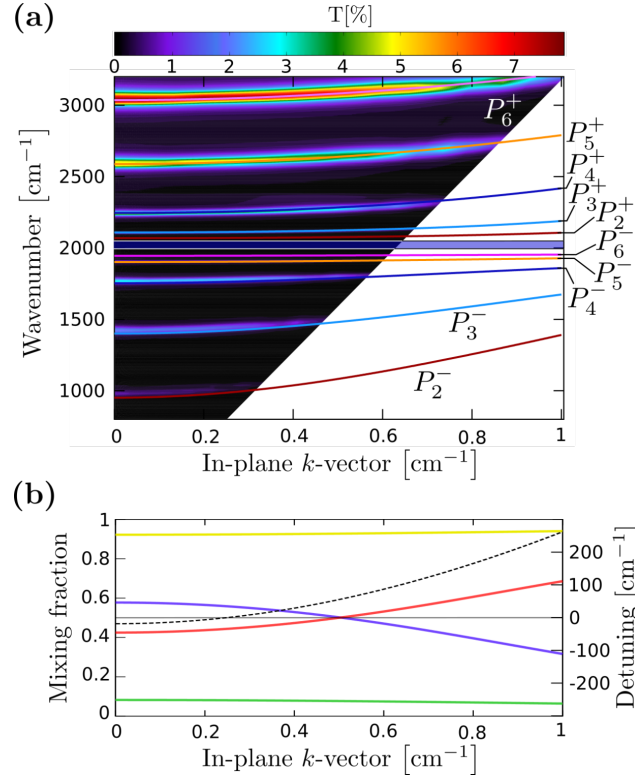 (a)
T[%]
0 1 2 3 4 5 6 7
Wavenumber [cm⁻¹]
3000
2500
2000
1500
1000
P₆⁺
P₅⁺
P₄⁺
P₃⁺
P₂⁺
P₆⁻
P₅⁻
P₄⁻
P₃⁻
P₂⁻
0 0.2 0.4 0.6 0.8 1
In-plane k-vector [cm⁻¹]
(b)
Mixing fraction
1
0.8
0.6
0.4
0.2
0
Detuning [cm⁻¹]
200
100
0
-100
-200
0 0.2 0.4 0.6 0.8 1
In-plane k-vector [cm⁻¹]